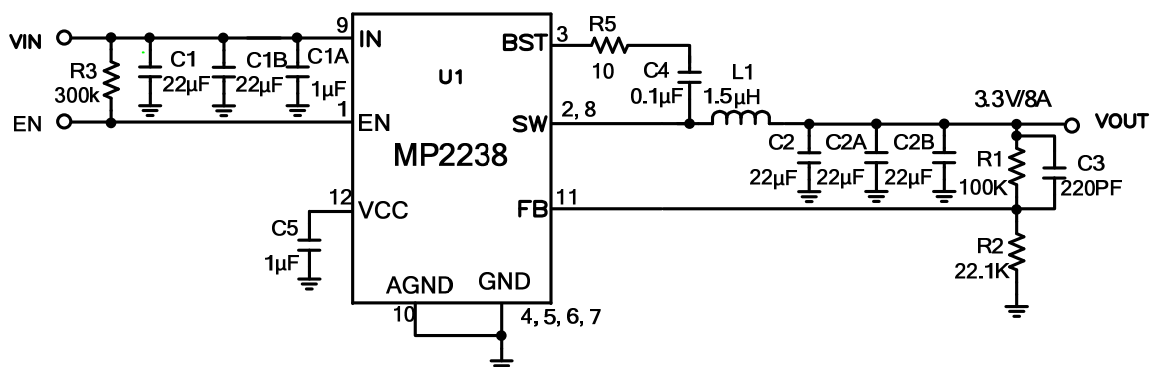 VIN
R3
300k
EN
C1
22µF
C1B
22µF
C1A
1µF
9
IN
1
EN
12
VCC
C5
1µF
U1
MP2238
BST
3
SW
2, 8
FB
11
AGND
10
GND
4, 5, 6, 7
R5
10
C4
0.1µF
L1
1.5µH
C2
22µF
C2A
22µF
C2B
22µF
3.3V//8A
VOUT
R1
100K
C3
220PF
R2
22.1K